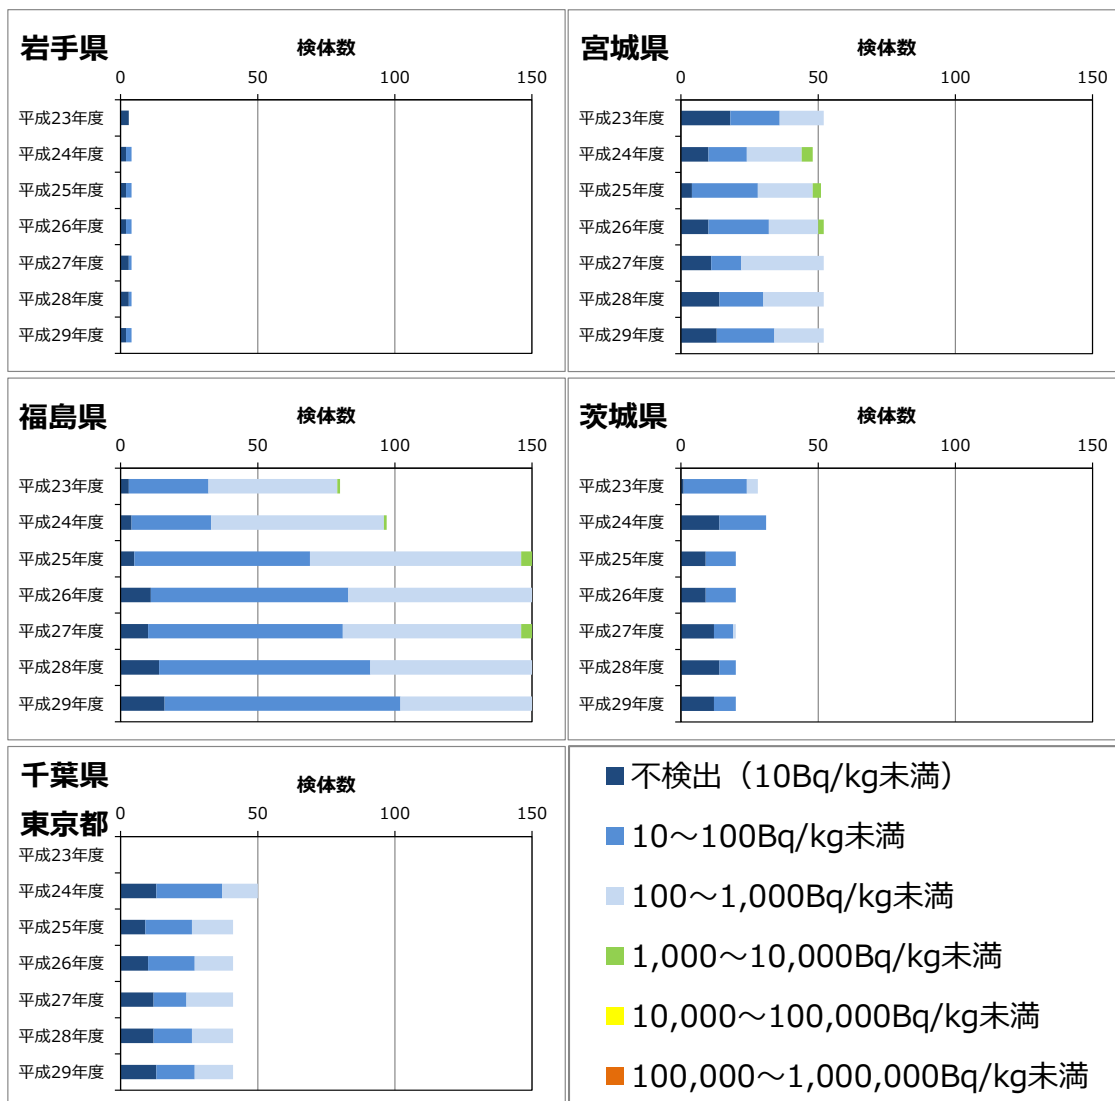 岩手県
検体数
0 50 100 150
平成23年度
平成24年度
平成25年度
平成26年度
平成27年度
平成28年度
平成29年度
宮城県
検体数
0 50 100 150
平成23年度
平成24年度
平成25年度
平成26年度
平成27年度
平成28年度
平成29年度
福島県
検体数
0 50 100 150
平成23年度
平成24年度
平成25年度
平成26年度
平成27年度
平成28年度
平成29年度
茨城県
検体数
0 50 100 150
平成23年度
平成24年度
平成25年度
平成26年度
平成27年度
平成28年度
平成29年度
千葉県
東京都
検体数
0 50 100 150
平成23年度
平成24年度
平成25年度
平成26年度
平成27年度
平成28年度
平成29年度
不検出（10Bq/kg未満）
10～100Bq/kg未満
100～1,000Bq/kg未満
1,000～10,000Bq/kg未満
10,000～100,000Bq/kg未満
100,000～1,000,000Bq/kg未満